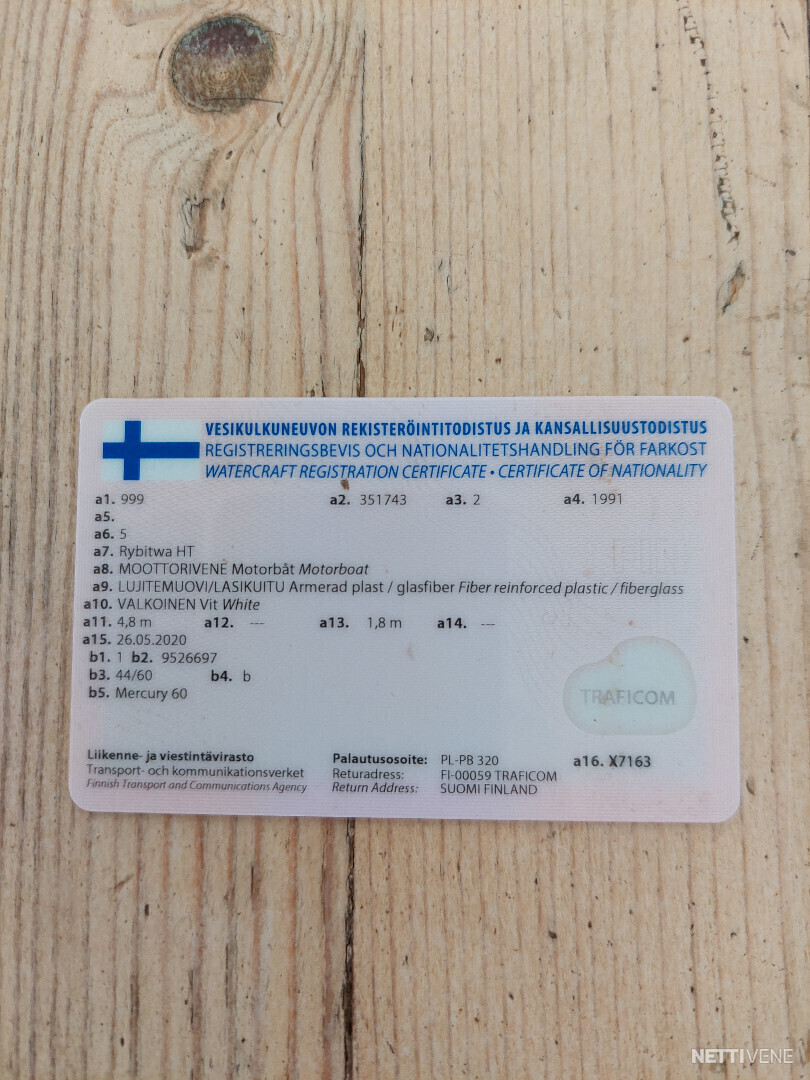 VESIKULKUNEUVON REKISTERÖINTITODISTUS JA KANSALLISUUSTODISTUS
REGISTRERINGSBEVIS OCH NATIONALITETSHANDLING FÖR FARKOST
WATERCRAFT REGISTRATION CERTIFICATE • CERTIFICATE OF NATIONALITY
a1. 999 a2. 351743 a3. 2 a4. 1991
a5.
a6. 5
a7. Rybitwa HT
a8. MOOTTORIVENE Motorbåt Motorboat
a9. LUJITEMUOVI/LASIKUITU Armerad plast / glasfiber Fiber reinforced plastic / fiberglass
a10. VALKOINEN Vit White
a11. 4,8 m a12. --- a13. 1,8 m a14. ---
a15. 26.05.2020
b1. 1 b2. 9526697
b3. 44/60 b4. b
b5. Mercury 60
TRAFICOM
Liikenne- ja viestintävirasto Palautusosoite: PL-PB 320 a16. X7163
Transport- och kommunikationsverket Returadress: FI-00059 TRAFICOM
Finnish Transport and Communications Agency Return Address: SUOMI FINLAND
NETTIVENE